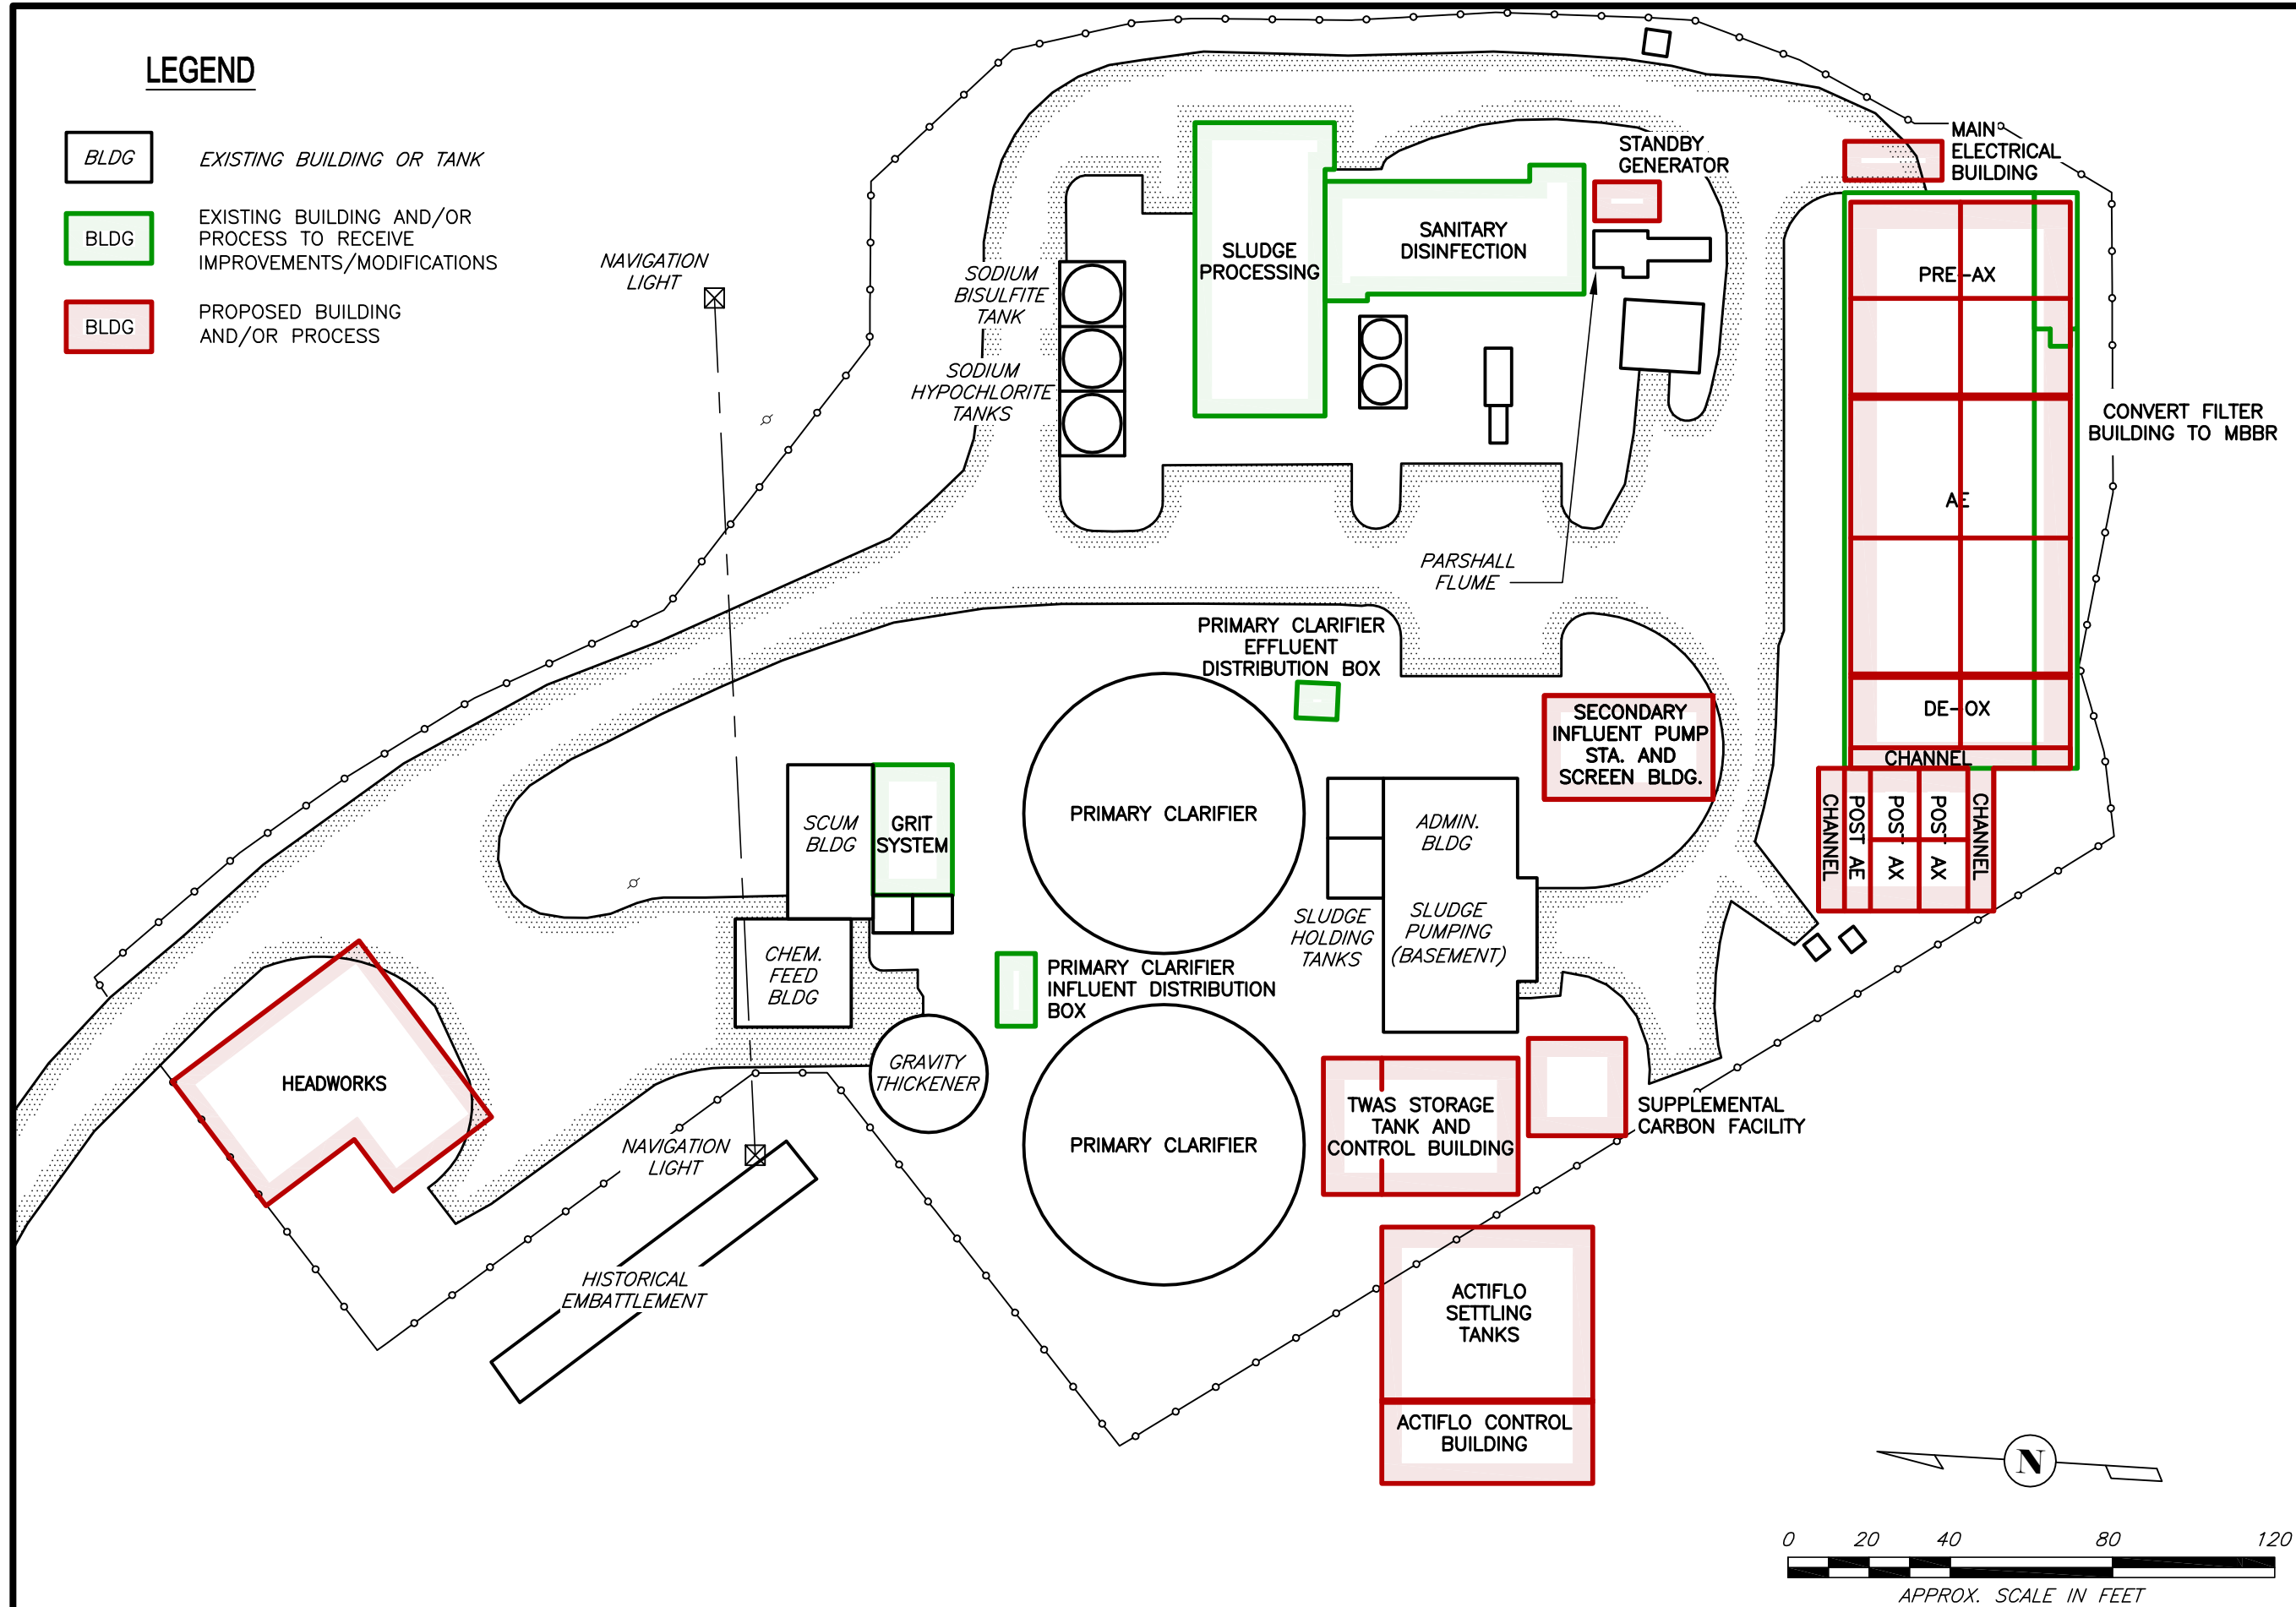 LEGEND
BLDG
EXISTING BUILDING OR TANK
BLDG
EXISTING BUILDING AND/OR
PROCESS TO RECEIVE
IMPROVEMENTS/MODIFICATIONS
BLDG
PROPOSED BUILDING
AND/OR PROCESS
NAVIGATION
LIGHT
SODIUM
BISULFITE
TANK
SODIUM
HYPOCHLORITE
TANKS
SLUDGE
PROCESSING
SANITARY
DISINFECTION
STANDBY
GENERATOR
MAIN
ELECTRICAL
BUILDING
PRE-AX
CONVERT FILTER
BUILDING TO MBBR
AE
DE-OX
CHANNEL
CHANNEL
POST AE
POST AX
POST AX
CHANNEL
PARSHALL
FLUME
PRIMARY CLARIFIER
EFFLUENT
DISTRIBUTION BOX
SECONDARY
INFLUENT PUMP
STA. AND
SCREEN BLDG.
SCUM
BLDG
GRIT
SYSTEM
PRIMARY CLARIFIER
ADMIN.
BLDG
SLUDGE
PUMPING
(BASEMENT)
SLUDGE
HOLDING
TANKS
CHEM.
FEED
BLDG
PRIMARY CLARIFIER
INFLUENT DISTRIBUTION
BOX
GRAVITY
THICKENER
HEADWORKS
NAVIGATION
LIGHT
PRIMARY CLARIFIER
TWAS STORAGE
TANK AND
CONTROL BUILDING
SUPPLEMENTAL
CARBON FACILITY
HISTORICAL
EMBATTLEMENT
ACTIFLO
SETTLING
TANKS
ACTIFLO CONTROL
BUILDING
N
0 20 40 80 120
APPROX. SCALE IN FEET